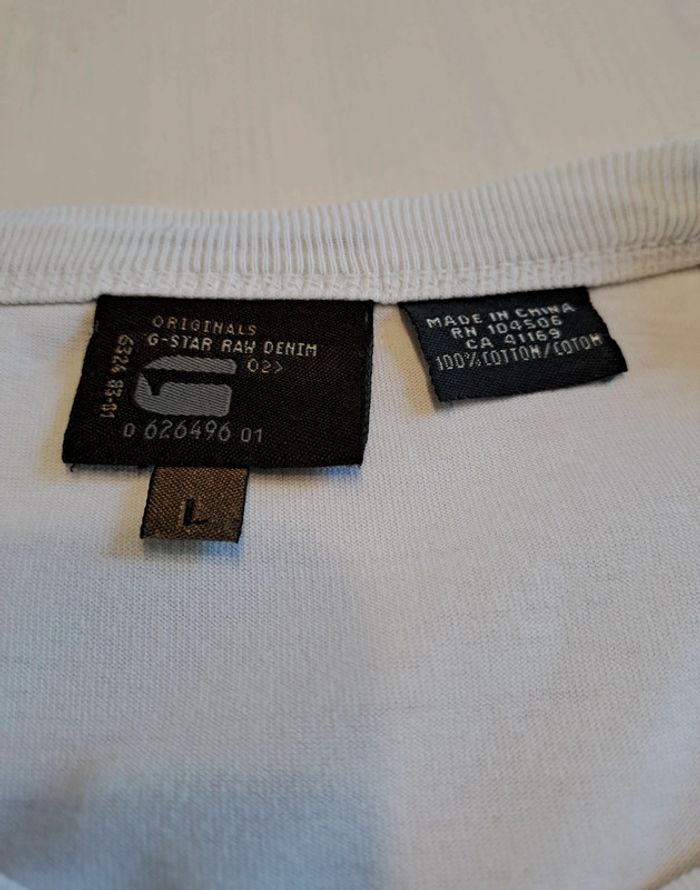 ORIGINALS
G-STAR RAW DENIM
02>
6324 83-01
0 626496 01
L
MADE IN CHINA
RN 104506
CA 41169
100% COTTON/COTON